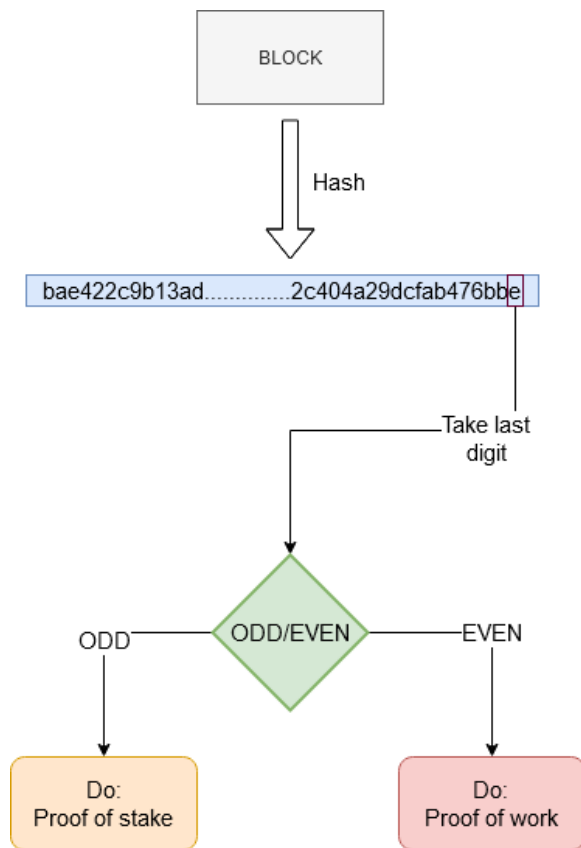 BLOCK
Hash
bae422c9b13ad..............2c404a29dcfab476bbe
Take last
digit
ODD/EVEN
ODD
EVEN
Do:
Proof of stake
Do:
Proof of work